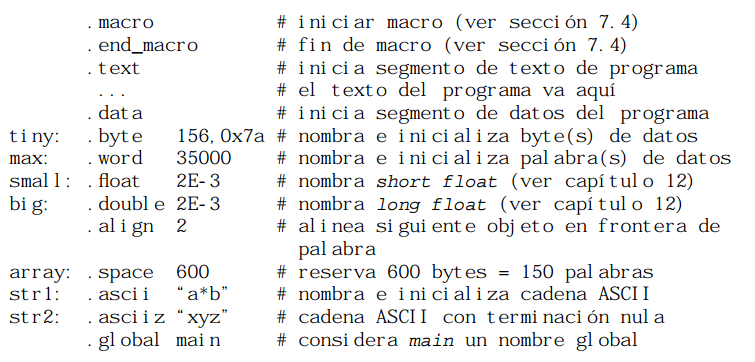 .macro # iniciar macro (ver sección 7.4)
.end_macro # fin de macro (ver sección 7.4)
.text # inicia segmento de texto de programa
... # el texto del programa va aquí
.data # inicia segmento de datos del programa
tiny: .byte 156,0x7a # nombra e inicializa byte(s) de datos
max: .word 35000 # nombra e inicializa palabra(s) de datos
small: .float 2E-3 # nombra short float (ver capítulo 12)
big: .double 2E-3 # nombra long float (ver capítulo 12)
.align 2 # alinea siguiente objeto en frontera de
palabra
array: .space 600 # reserva 600 bytes = 150 palabras
str1: .ascii “a*b” # nombra e inicializa cadena ASCII
str2: .asciiz “xyz” # cadena ASCII con terminación nula
.global main # considera main un nombre global